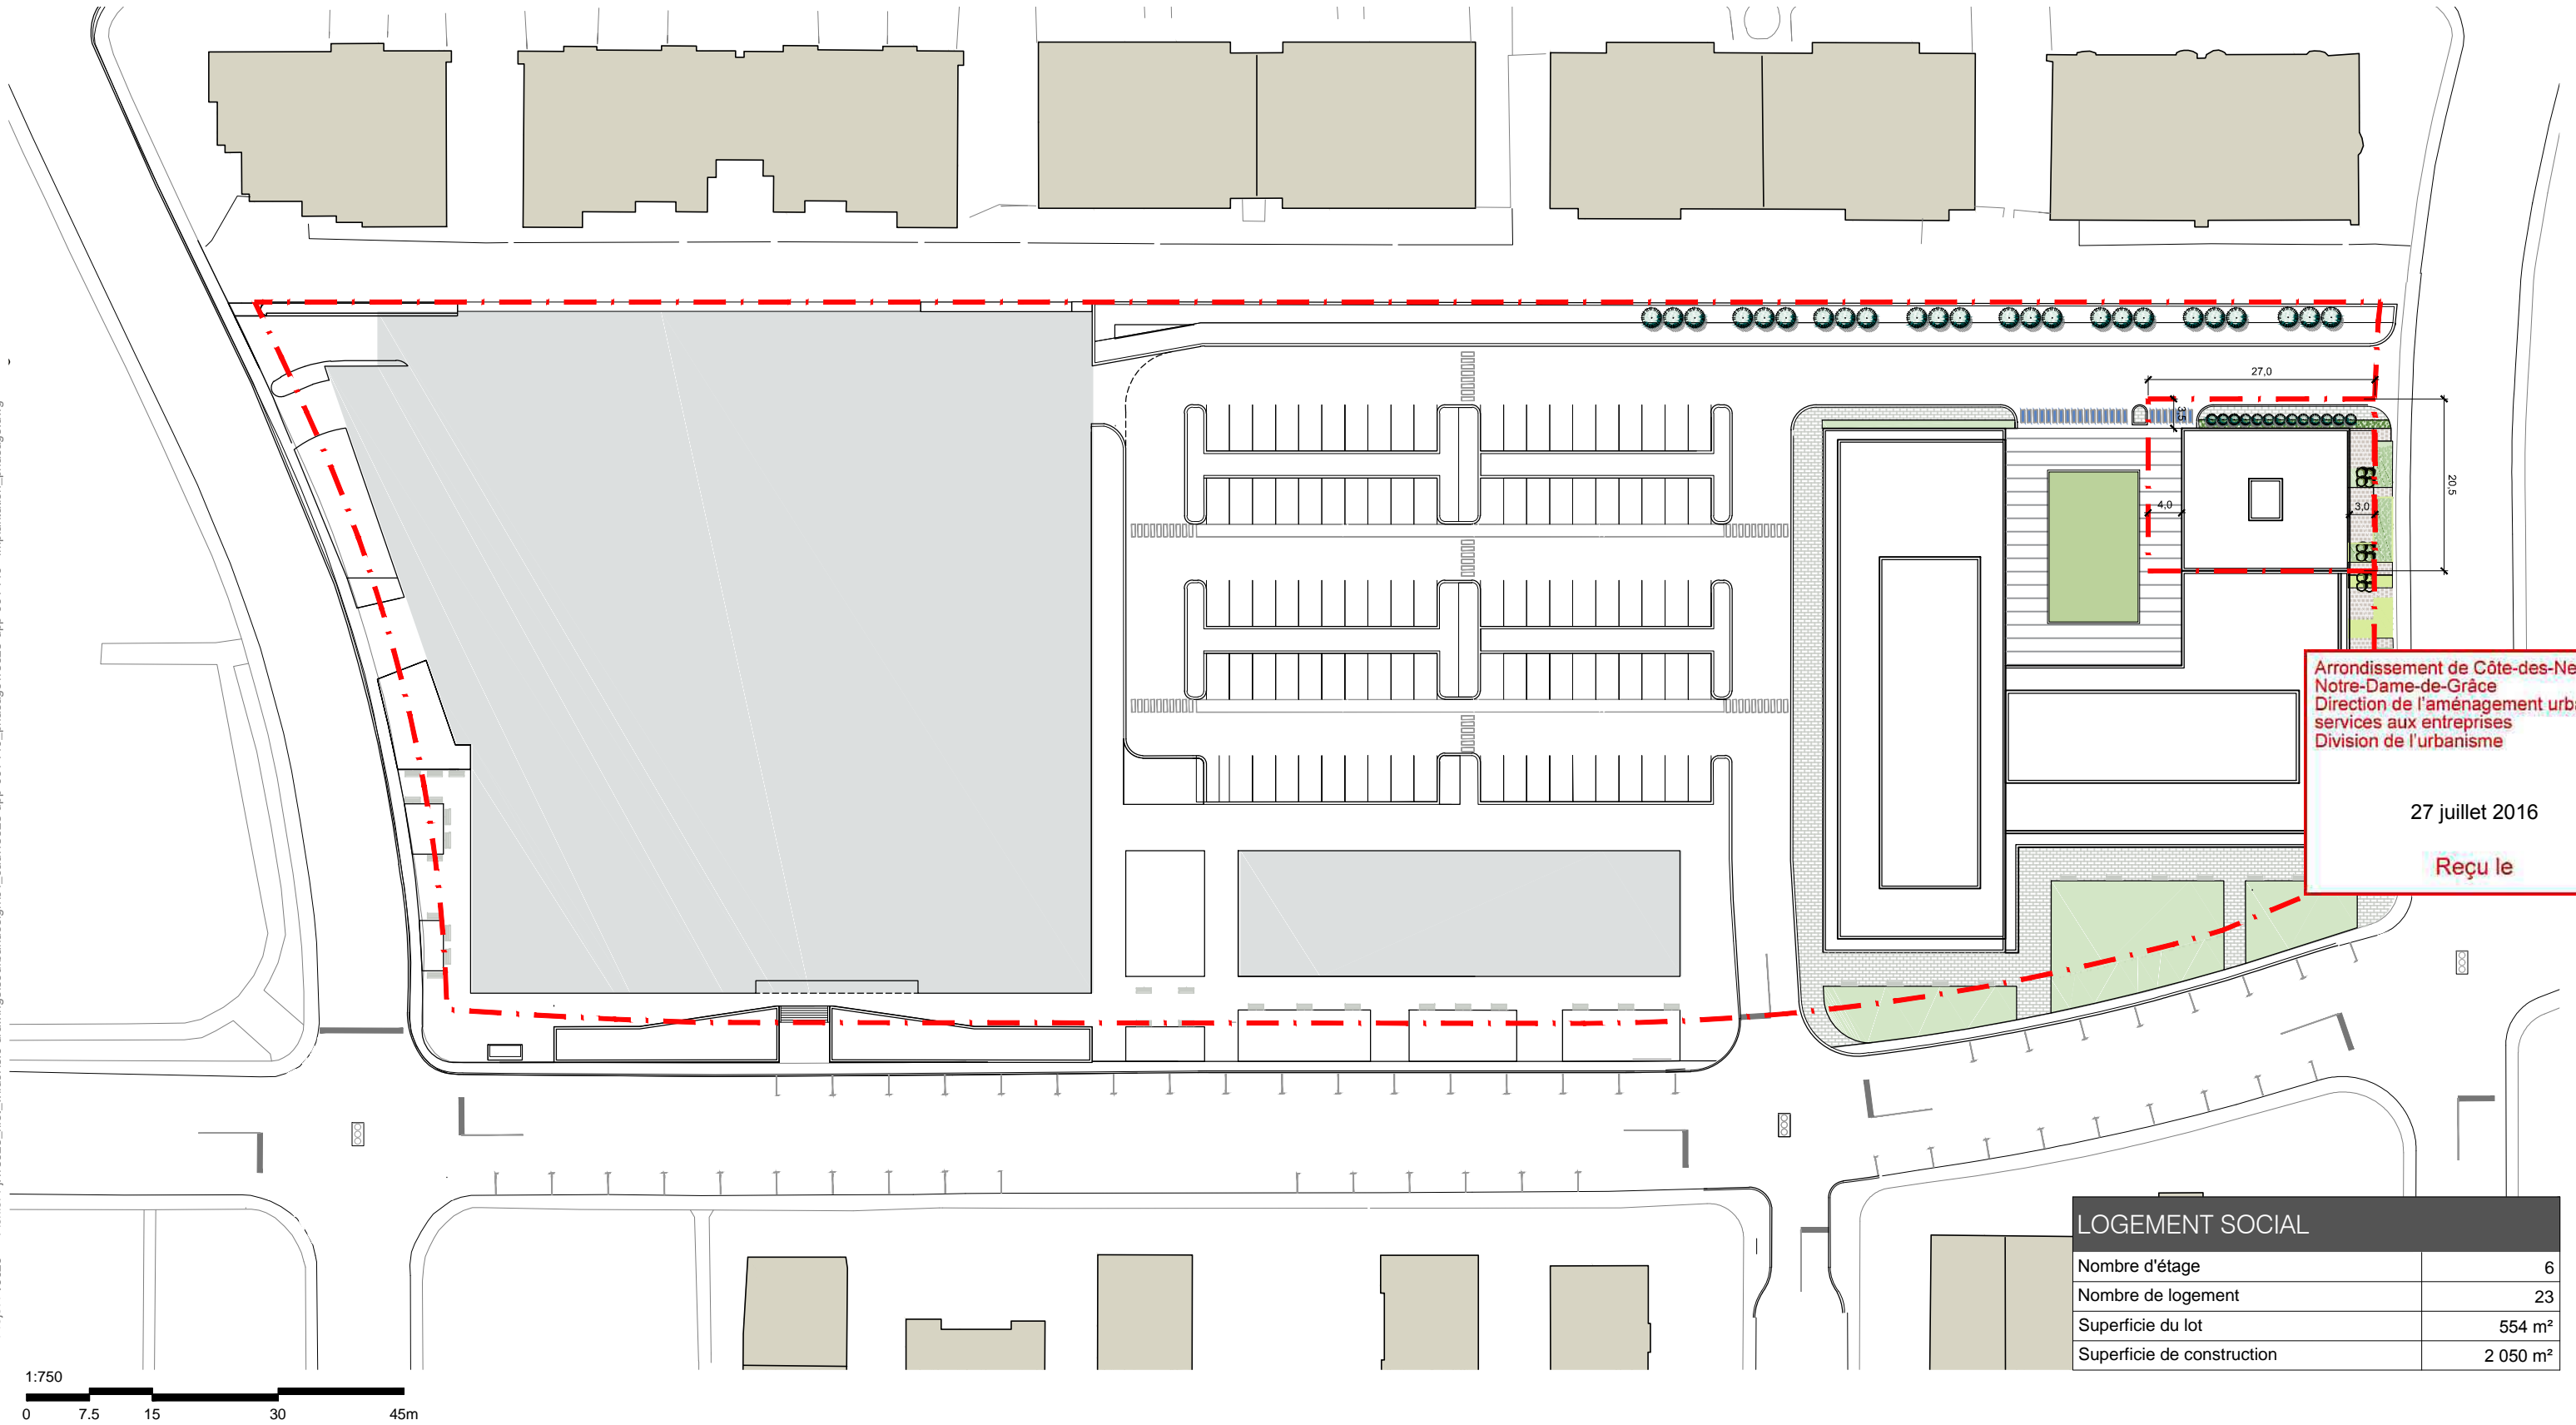 27,0
3,5
20,5
4,0
3,0
Arrondissement de Côte-des-Ne
Notre-Dame-de-Grâce
Direction de l'aménagement urba
services aux entreprises
Division de l'urbanisme
27 juillet 2016
Reçu le
LOGEMENT SOCIAL
Nombre d'étage 6
Nombre de logement 23
Superficie du lot 554 m²
Superficie de construction 2 050 m²
1:750
0 7.5 15 30 45m